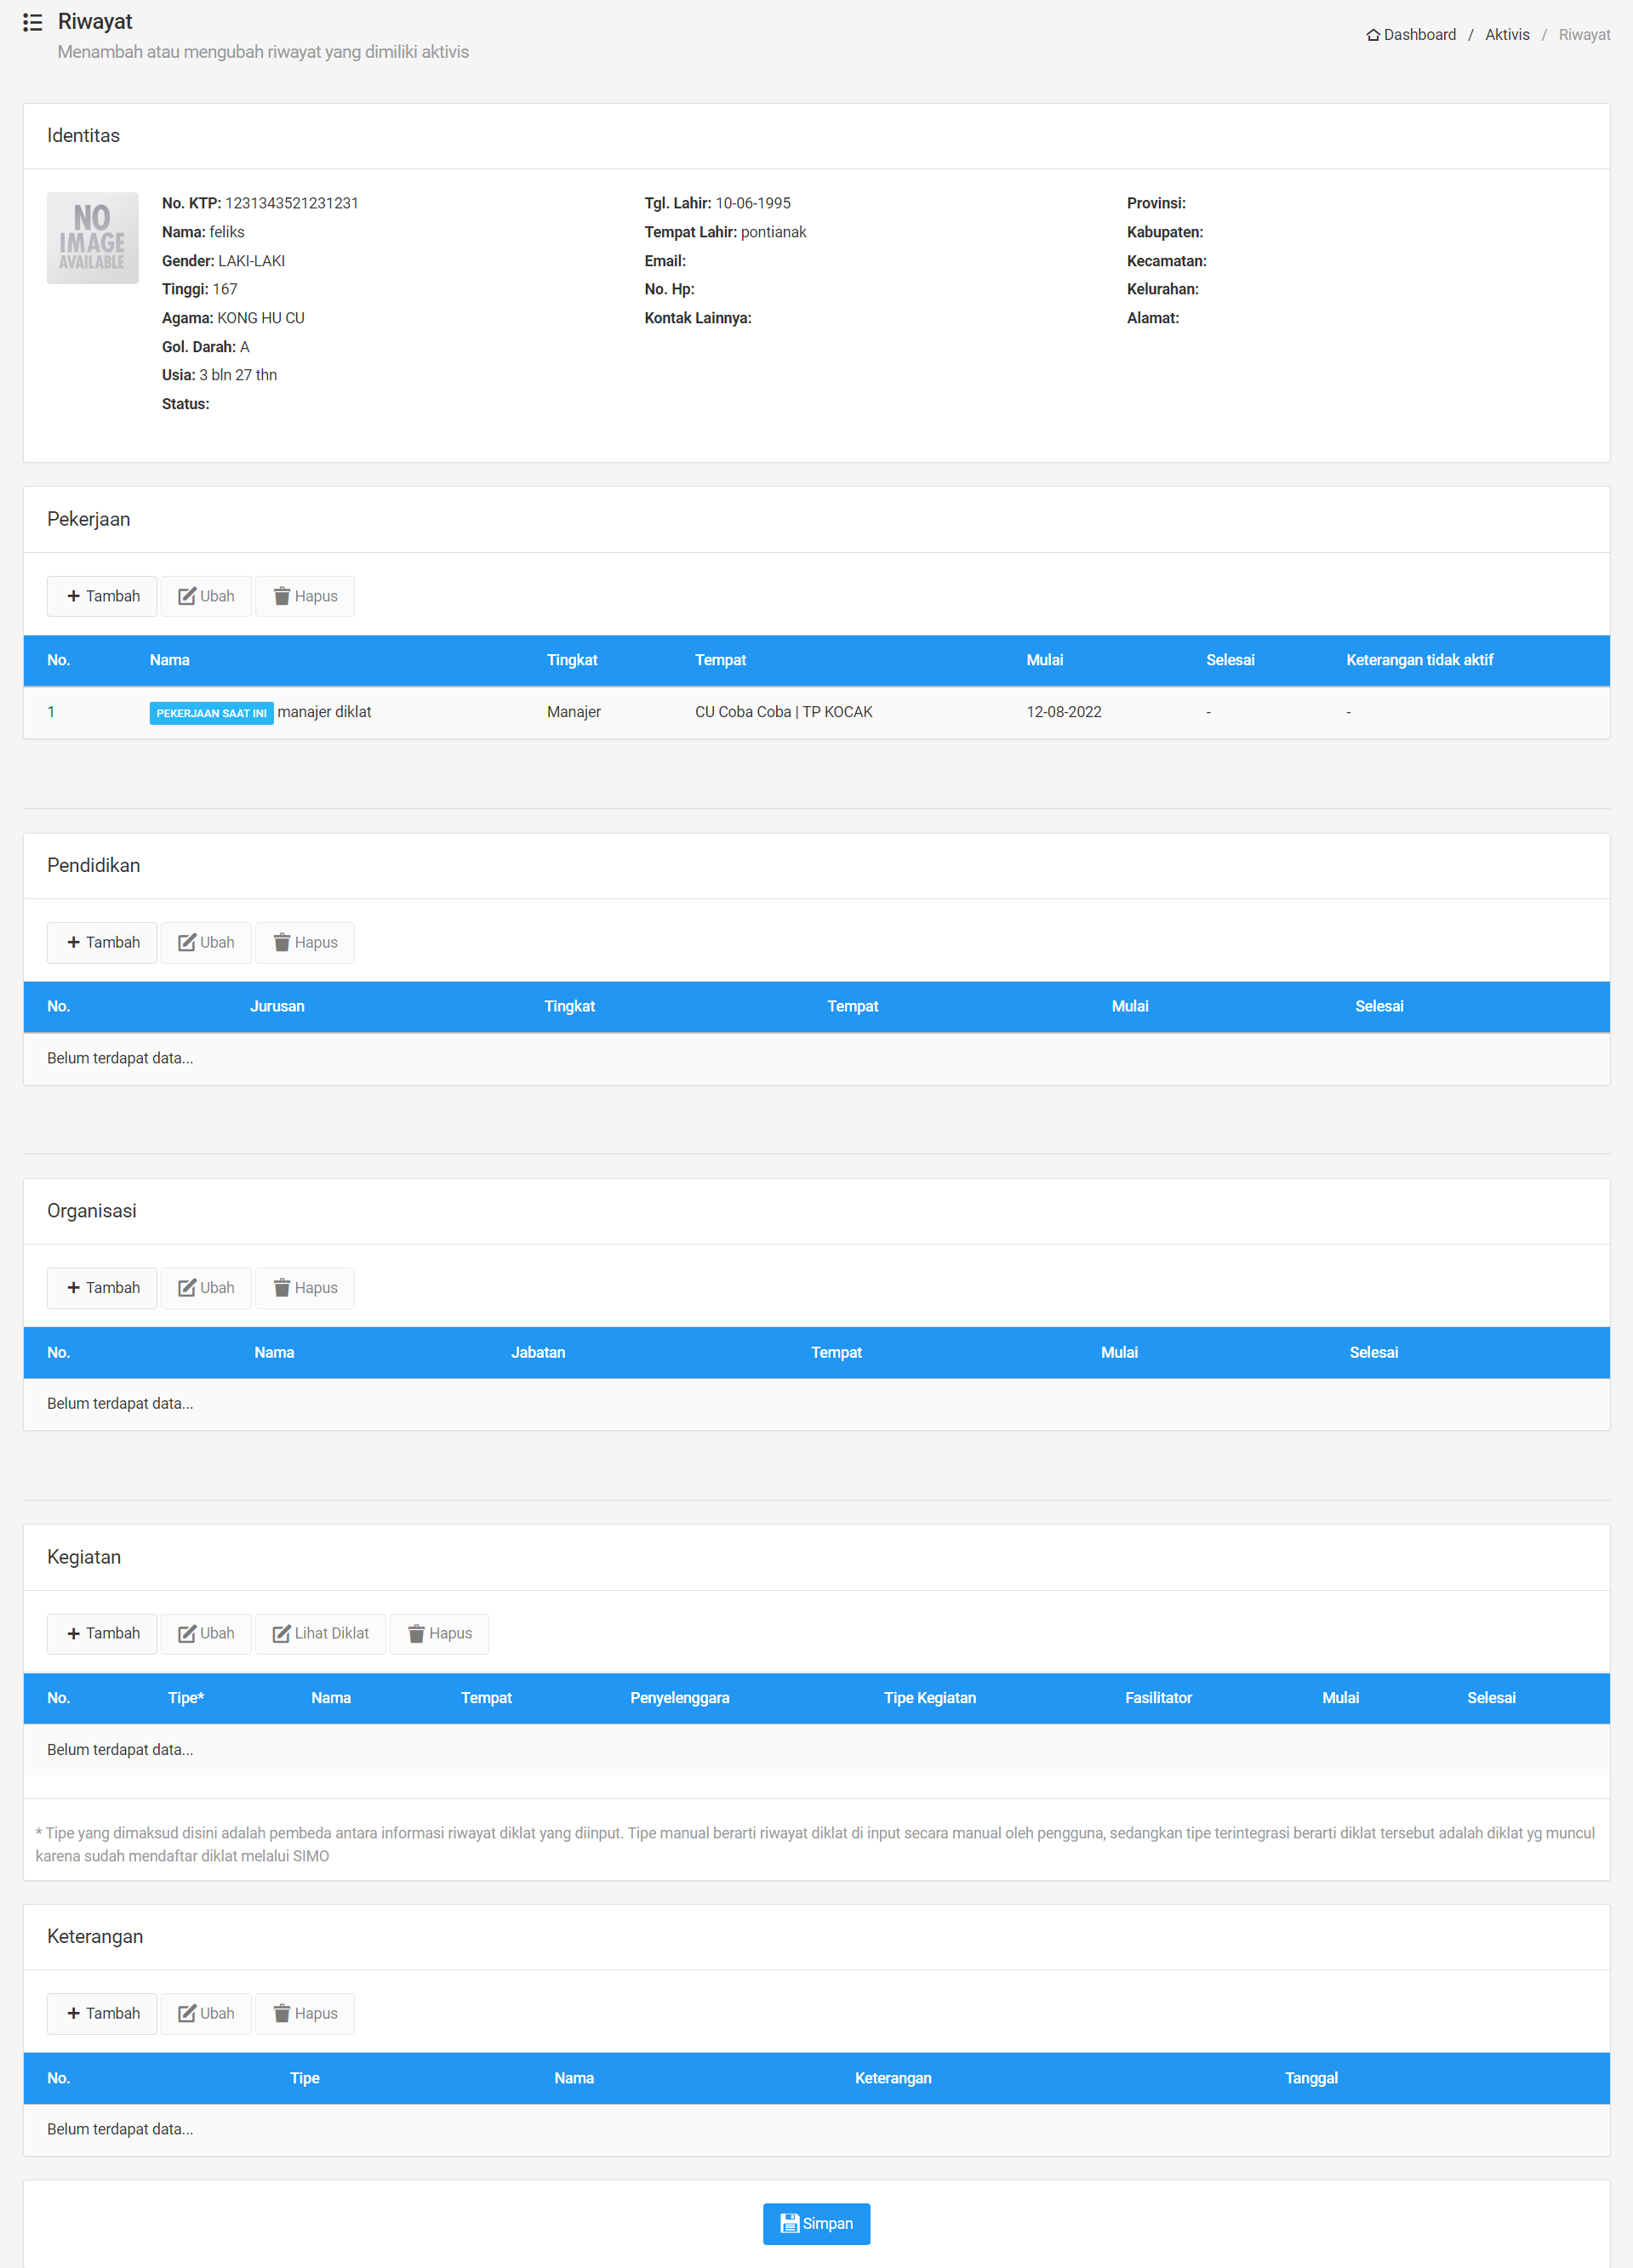 Riwayat
Menambah atau mengubah riwayat yang dimiliki aktivis
Dashboard / Aktivis / Riwayat
Identitas
NO
IMAGE
AVAILABLE
No. KTP: 1231343521231231
Nama: feliks
Gender: LAKI-LAKI
Tinggi: 167
Agama: KONG HU CU
Gol. Darah: A
Usia: 3 bln 27 thn
Status:
Tgl. Lahir: 10-06-1995
Tempat Lahir: pontianak
Email:
No. Hp:
Kontak Lainnya:
Provinsi:
Kabupaten:
Kecamatan:
Kelurahan:
Alamat:
Pekerjaan
Tambah Ubah Hapus
No. Nama Tingkat Tempat Mulai Selesai Keterangan tidak aktif
1 PEKERJAAN SAAT INI manajer diklat Manajer CU Coba Coba | TP KOCAK 12-08-2022 - -
Pendidikan
Tambah Ubah Hapus
No. Jurusan Tingkat Tempat Mulai Selesai
Belum terdapat data...
Organisasi
Tambah Ubah Hapus
No. Nama Jabatan Tempat Mulai Selesai
Belum terdapat data...
Kegiatan
Tambah Ubah Lihat Diklat Hapus
No. Tipe* Nama Tempat Penyelenggara Tipe Kegiatan Fasilitator Mulai Selesai
Belum terdapat data...
* Tipe yang dimaksud disini adalah pembeda antara informasi riwayat diklat yang diinput. Tipe manual berarti riwayat diklat di input secara manual oleh pengguna, sedangkan tipe terintegrasi berarti diklat tersebut adalah diklat yg muncul
karena sudah mendaftar diklat melalui SIMO
Keterangan
Tambah Ubah Hapus
No. Tipe Nama Keterangan Tanggal
Belum terdapat data...
Simpan